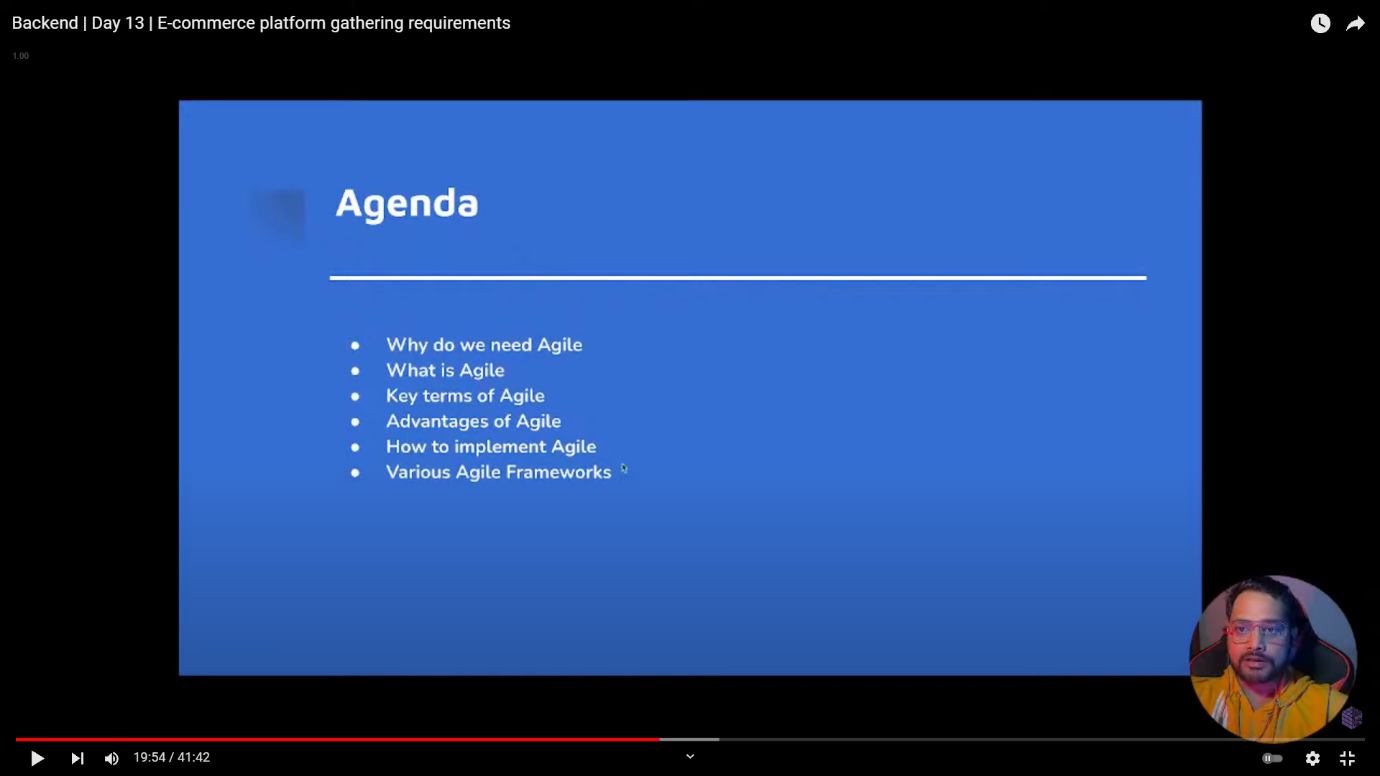 Backend | Day 13 | E-commerce platform gathering requirements
1.00
Agenda
Why do we need Agile
What is Agile
Key terms of Agile
Advantages of Agile
How to implement Agile
Various Agile Frameworks
19:54 / 41:42